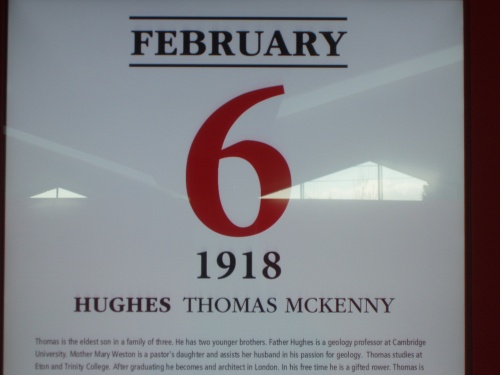 FEBRUARY
6
1918
HUGHES THOMAS MCKENNY
Thomas is the eldest son in a family of three. He has two younger brothers. Father Hughes is a geology professor at Cambridge
University. Mother Mary Weston is a pastor's daughter and assists her husband in his passion for geology. Thomas studies at
Eton and Trinity College. After graduating he becomes and architect in London. In his free time he is a gifted rower. Thomas is